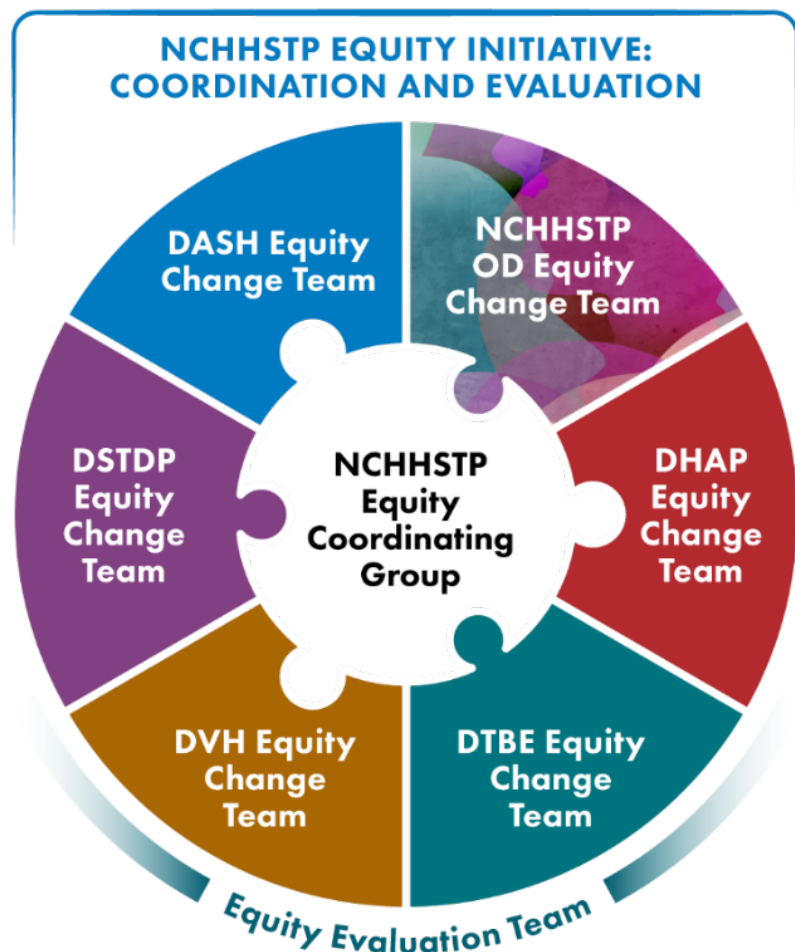 NCHHSTP EQUITY INITIATIVE:
COORDINATION AND EVALUATION
DASH Equity
Change Team
NCHHSTP
OD Equity
Change Team
DSTDP
Equity
Change
Team
NCHHSTP
Equity
Coordinating
Group
DHAP
Equity
Change
Team
DVH Equity
Change
Team
DTBE Equity
Change
Team
Equity Evaluation Team